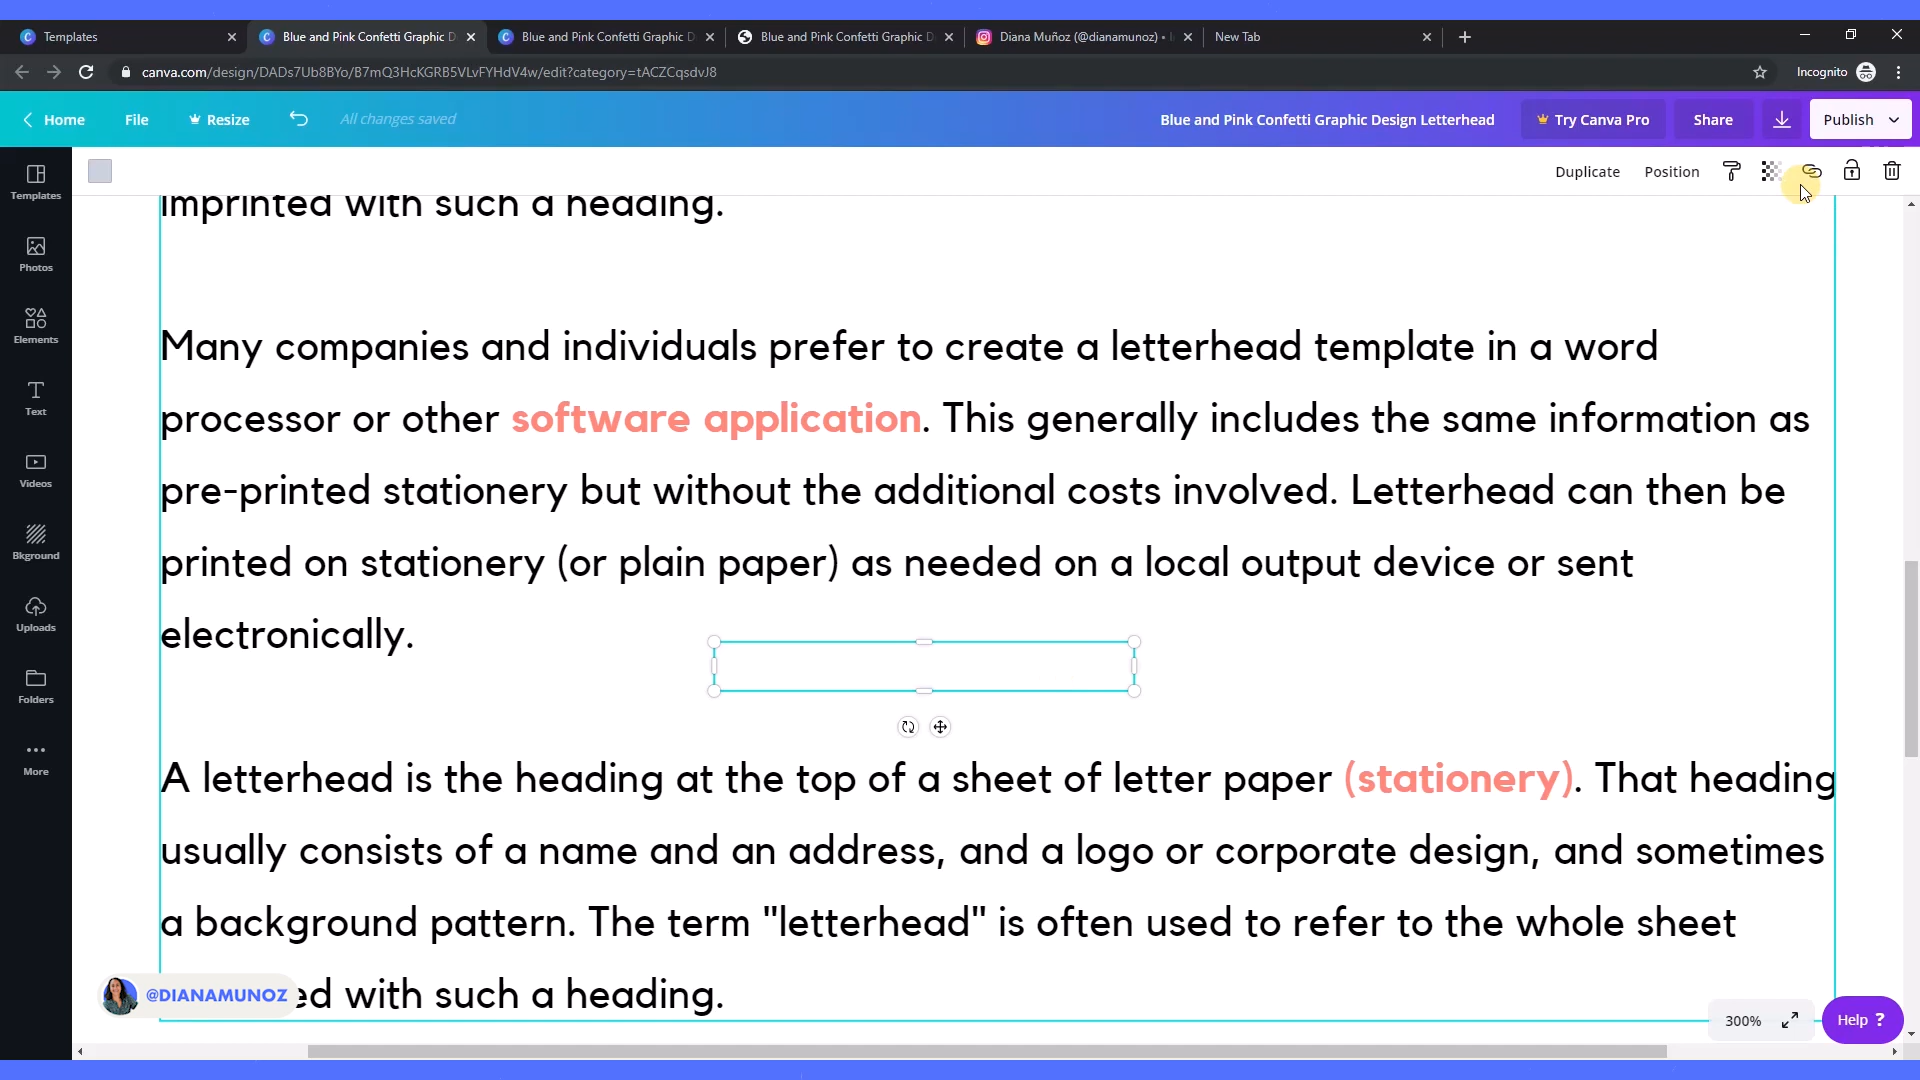 Templates
Blue and Pink Confetti Graphic D
Blue and Pink Confetti Graphic D
Blue and Pink Confetti Graphic D
Diana Muñoz (@dianamunoz) •
New Tab
canva.com/design/DADs7Ub8BYo/B7mQ3HcKGRB5VLvFYHdV4w/edit?category=tACZCqsdvJ8
Incognito
Home
File
Resize
All changes saved
Blue and Pink Confetti Graphic Design Letterhead
Try Canva Pro
Share
Publish
Duplicate
Position
Templates
Photos
Elements
Text
Videos
Bkground
Uploads
Folders
More
imprinted with such a heading.
Many companies and individuals prefer to create a letterhead template in a word
processor or other software application. This generally includes the same information as
pre-printed stationery but without the additional costs involved. Letterhead can then be
printed on stationery (or plain paper) as needed on a local output device or sent
electronically.
A letterhead is the heading at the top of a sheet of letter paper (stationery). That heading
usually consists of a name and an address, and a logo or corporate design, and sometimes
a background pattern. The term "letterhead" is often used to refer to the whole sheet
ed with such a heading.
@DIANAMUNOZ
300%
Help ?